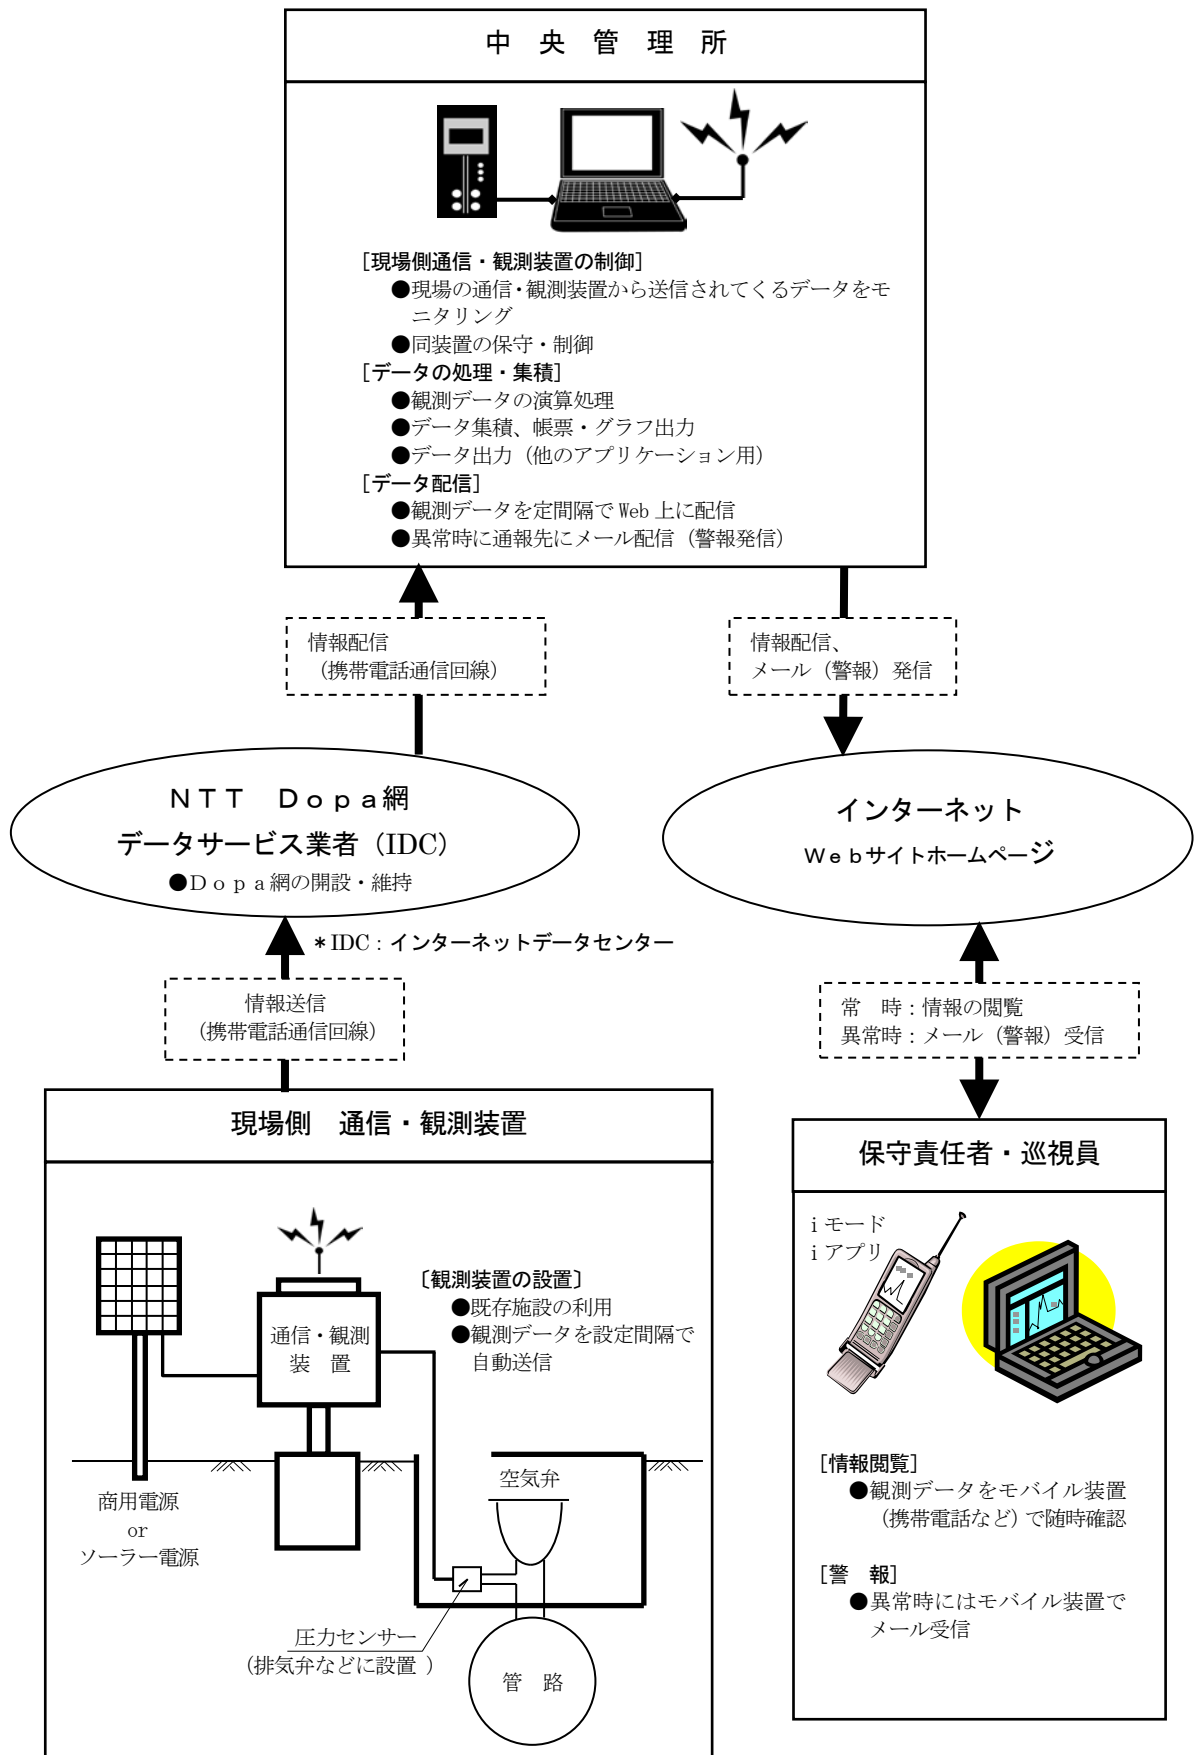 中　央　管　理　所
［現場側通信・観測装置の制御］
●現場の通信・観測装置から送信されてくるデータをモ
ニタリング
●同装置の保守・制御
［データの処理・集積］
●観測データの演算処理
●データ集積、帳票・グラフ出力
●データ出力（他のアプリケーション用）
［データ配信］
●観測データを定間隔で Web 上に配信
●異常時に通報先にメール配信（警報発信）
情報配信
（携帯電話通信回線）
情報配信、
メール（警報）発信
ＮＴＴ　Ｄｏｐａ網
データサービス業者（IDC）
●Ｄｏｐａ網の開設・維持
インターネット
Ｗｅｂサイトホームページ
＊IDC：インターネットデータセンター
情報送信
（携帯電話通信回線）
常　時：情報の閲覧
異常時：メール（警報）受信
現場側　通信・観測装置
通信・観測
装　置
〔観測装置の設置〕
●既存施設の利用
●観測データを設定間隔で
自動送信
商用電源
or
ソーラー電源
空気弁
圧力センサー
（排気弁などに設置 ）
管　路
保守責任者・巡視員
i モード
i アプリ
［情報閲覧］
●観測データをモバイル装置
（携帯電話など）で随時確認
［警　報］
●異常時にはモバイル装置で
メール受信